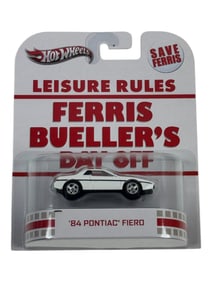 Hot Wheels
SAVE
FERRIS
LEISURE RULES
FERRIS
BUELLER'S
DAY OFF
'84 PONTIAC® FIERO